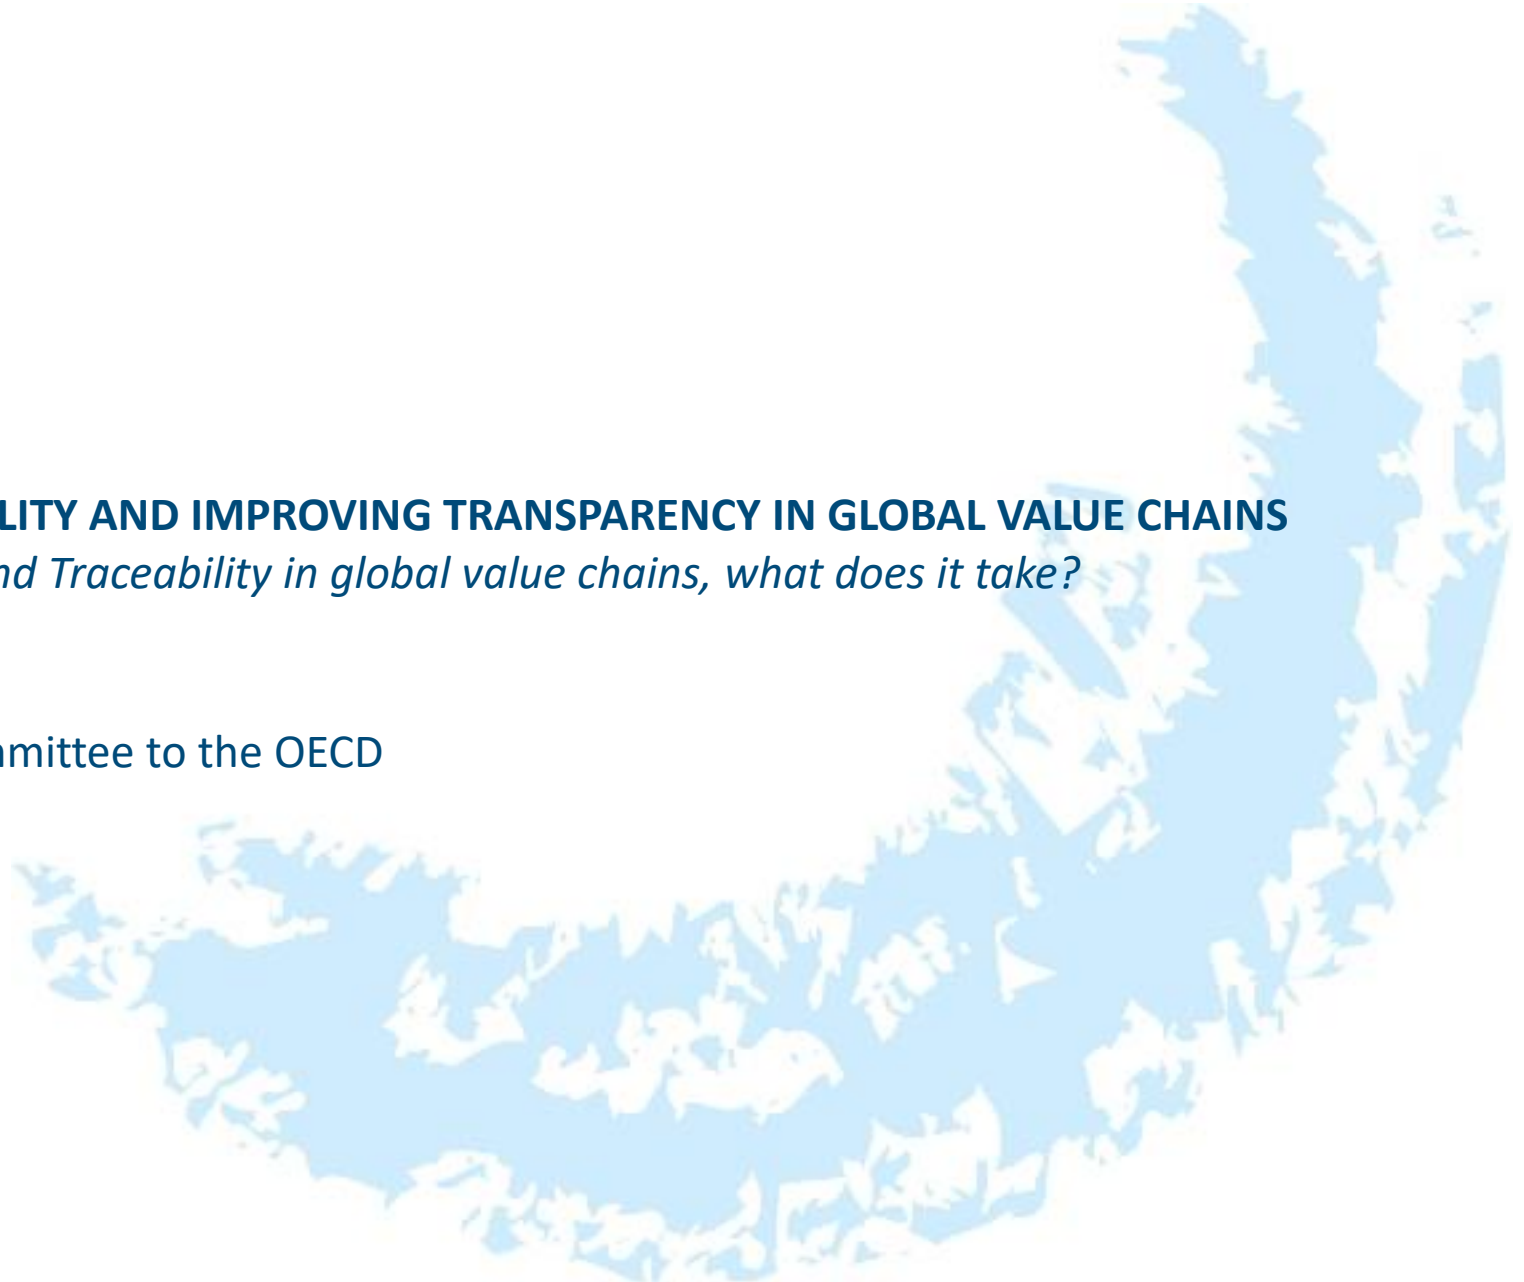 LITY AND IMPROVING TRANSPARENCY IN GLOBAL VALUE CHAINS
nd Traceability in global value chains, what does it take?
mmittee to the OECD